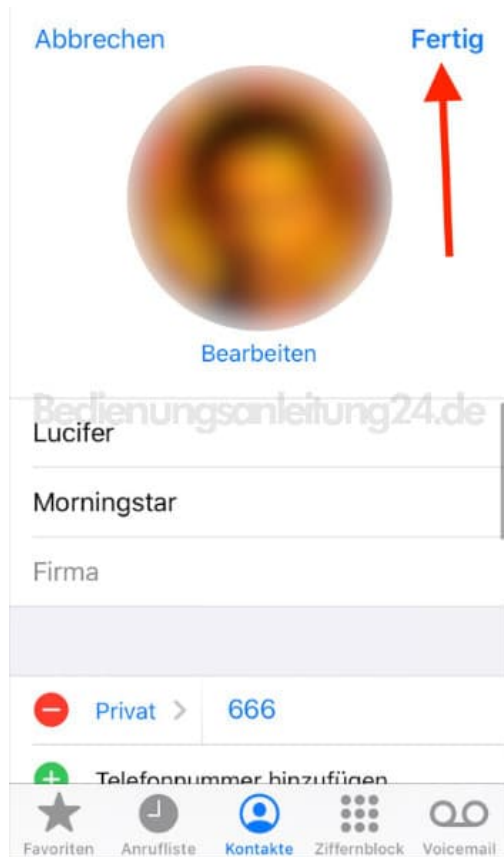 Abbrechen Fertig
Bearbeiten
Bedienungsanleitung24.de
Lucifer
Morningstar
Firma
Privat 666
Telefonnummer hinzufügen
Favoriten Anrufliste Kontakte Ziffernblock Voicemail